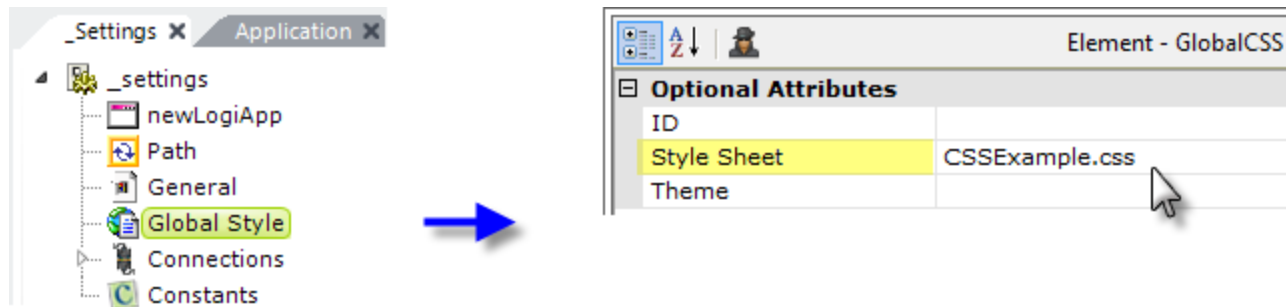 _Settings Application
_settings
newLogiApp
Path
General
Global Style
Connections
Constants
A
Z
Element - GlobalCSS
Optional Attributes
ID
Style Sheet CSSExample.css
Theme